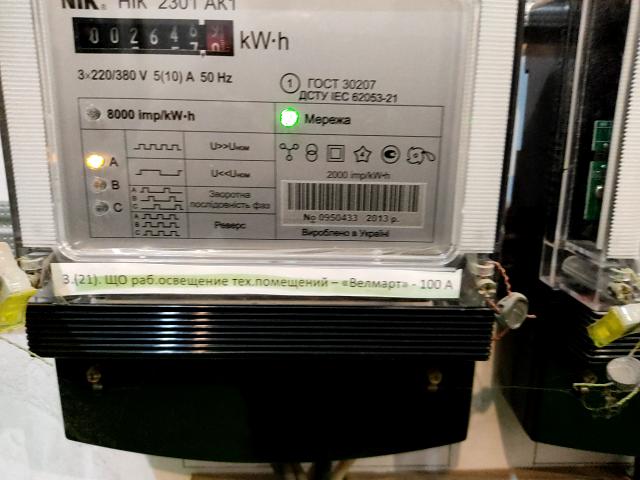 NiK® НІК 2301 АК1
kW·h
3×220/380 V 5(10) A 50 Hz
1 ГОСТ 30207
ДСТУ IEC 62053-21
8000 imp/kW·h
Мережа
A
B
C
U>>Uном
U<<Uном
A
B
C
Зворотна
послідовність фаз
A
B
C
Реверс
2000 imp/kW·h
No 0950433 2013 р.
Вироблено в Україні
3.(21). ЩО раб.освещение тех.помещений – «Велмарт» - 100 А